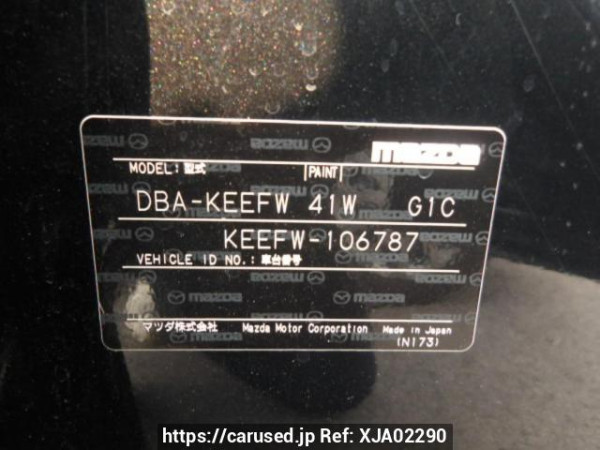 mazda
MODEL:型式 PAINT
DBA-KEEFW 41W G1C
KEEFW-106787
VEHICLE ID NO.:車台番号
マツダ株式会社 Mazda Motor Corporation Made in Japan
(N173)
https://carused.jp Ref: XJA02290